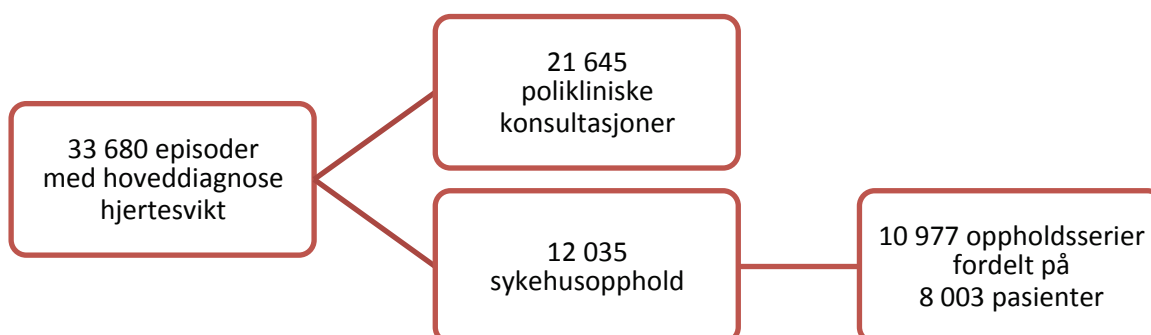 33 680 episoder
med hoveddiagnose
hjertesvikt
21 645
polikliniske
konsultasjoner
12 035
sykehusopphold
10 977 oppholdsserier
fordelt på
8 003 pasienter